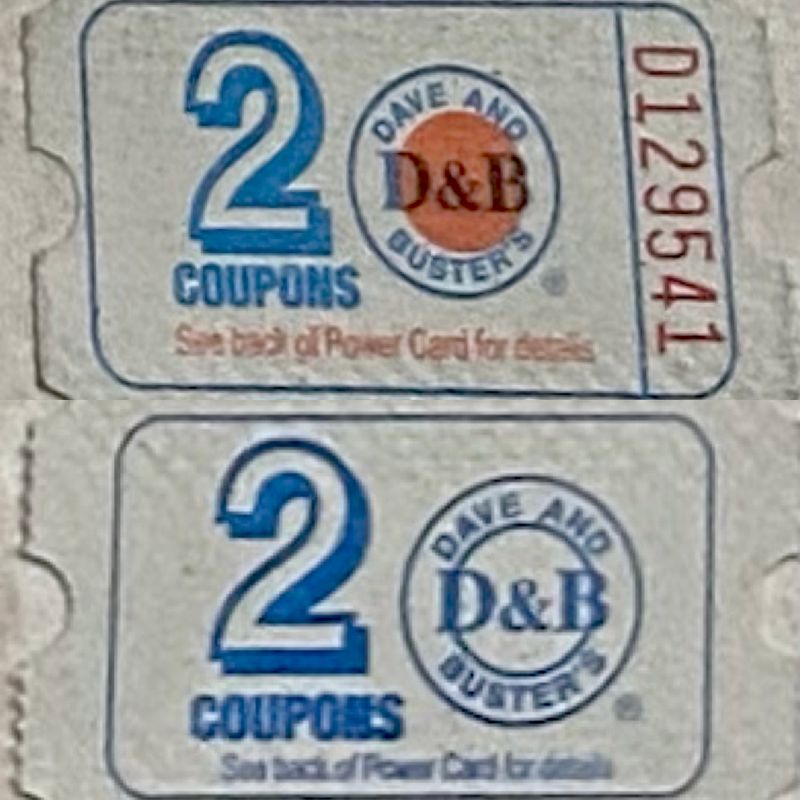 2
COUPONS
DAVE AND
D&B
BUSTER'S
®
See back of Power Card for details
D129541
2
COUPONS
DAVE AND
D&B
BUSTER'S
®
See back of Power Card for details